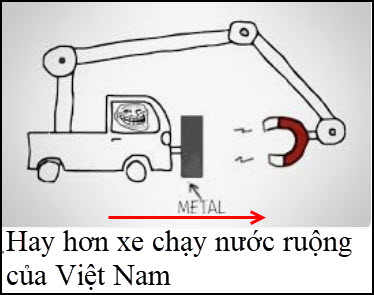 METAL
Hay hơn xe chạy nước ruộng
của Việt Nam